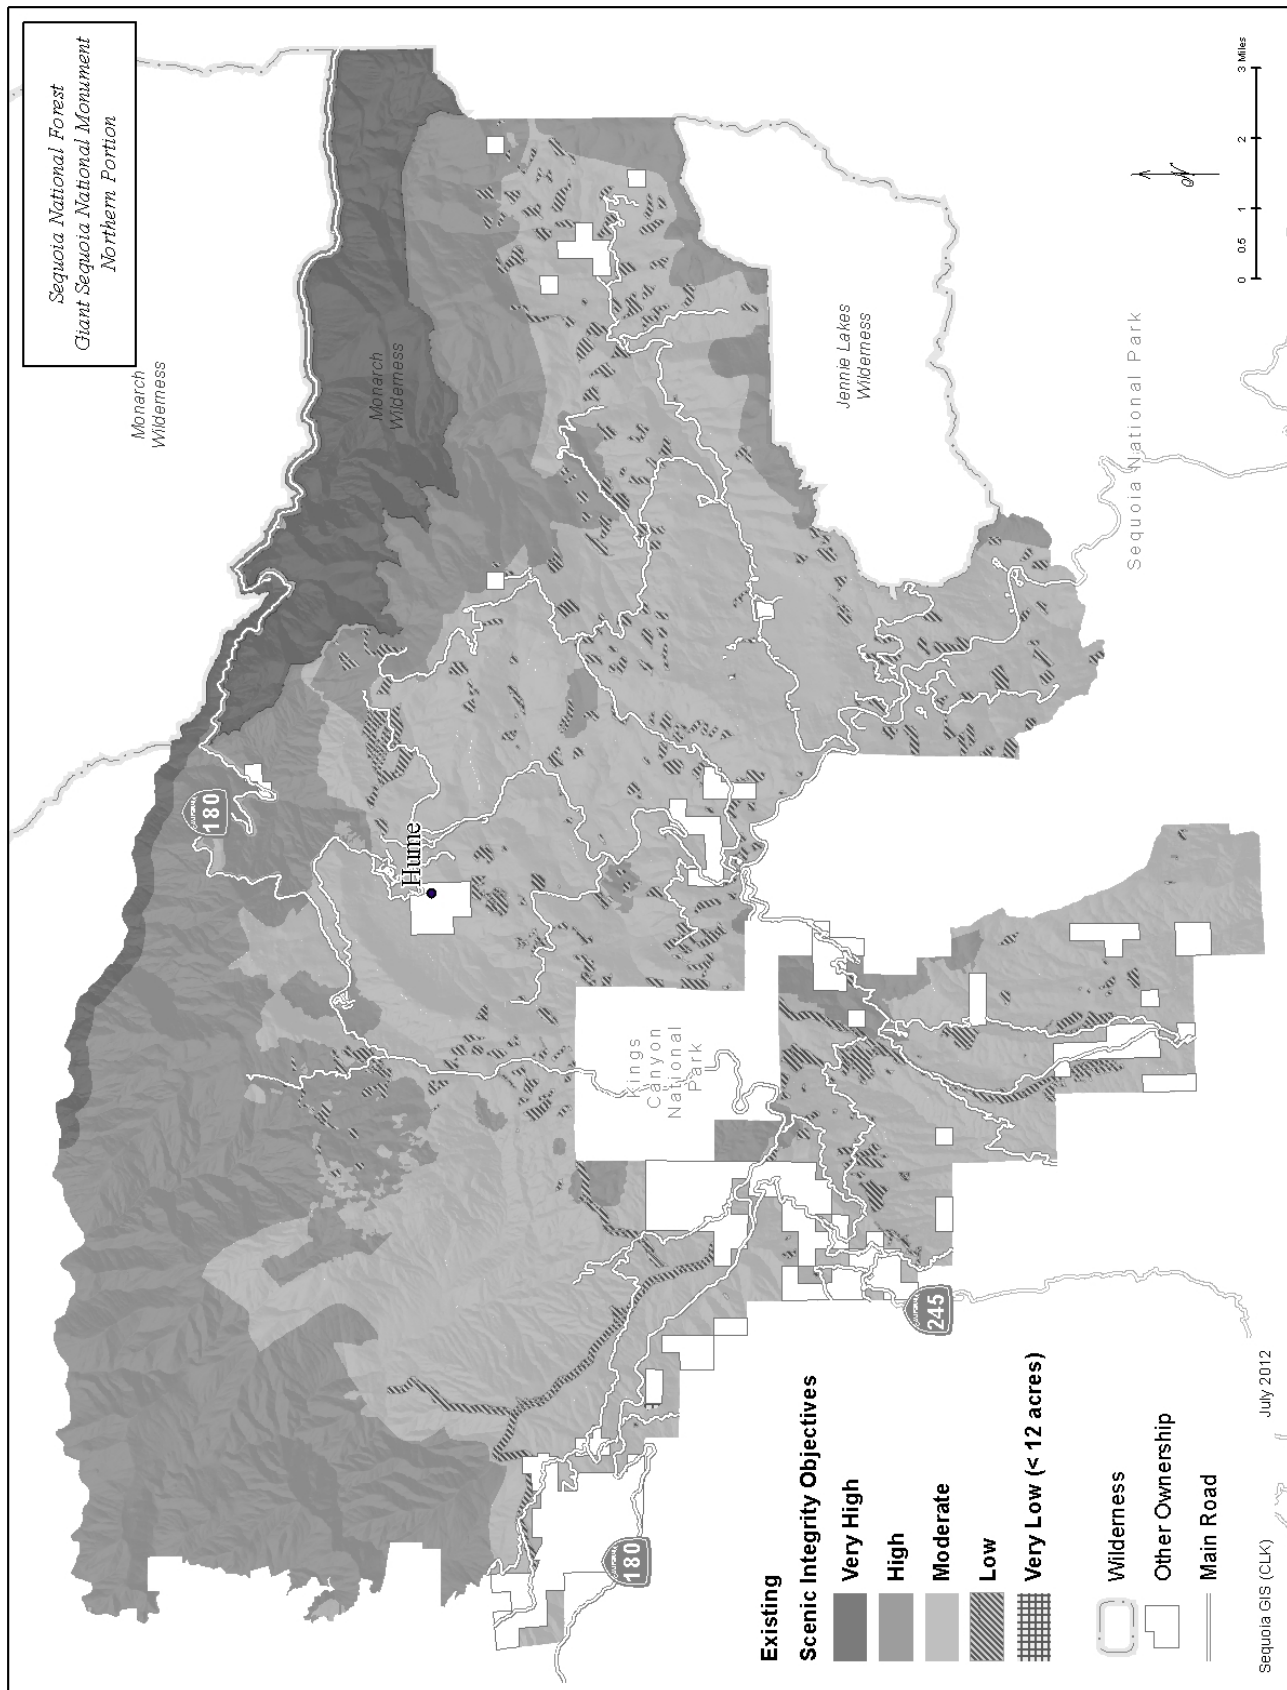 Sequoia National Forest
Giant Sequoia National Monument
Northern Portion
Monarch
Wilderness
Monarch
Wilderness
CALIFORNIA
180
Hume
Jennie Lakes
Wilderness
Kings
Canyon
National
Park
Sequoia National Park
CALIFORNIA
245
CALIFORNIA
180
N
0 0.5 1 2 3 Miles
Existing
Scenic Integrity Objectives
Very High
High
Moderate
Low
Very Low (< 12 acres)
Wilderness
Other Ownership
Main Road
Sequoia GIS (CLK)
July 2012